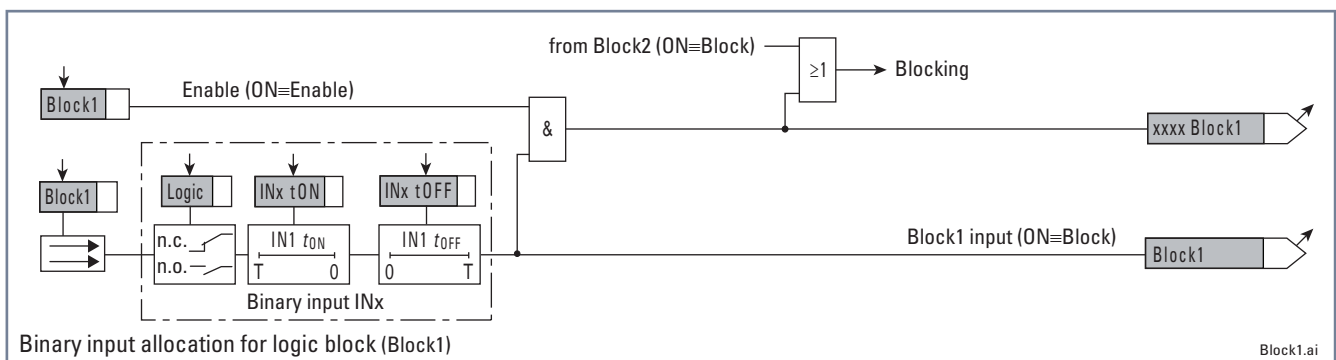 from Block2 (ON≡Block)
≥1
Blocking
Block1
Enable (ON≡Enable)
&
xxxx Block1
Block1
Logic
INx tON
INx tOFF
n.c.
n.o.
IN1 tON
T 0
IN1 tOFF
0 T
Block1 input (ON≡Block)
Block1
Binary input INx
Binary input allocation for logic block (Block1)
Block1.ai